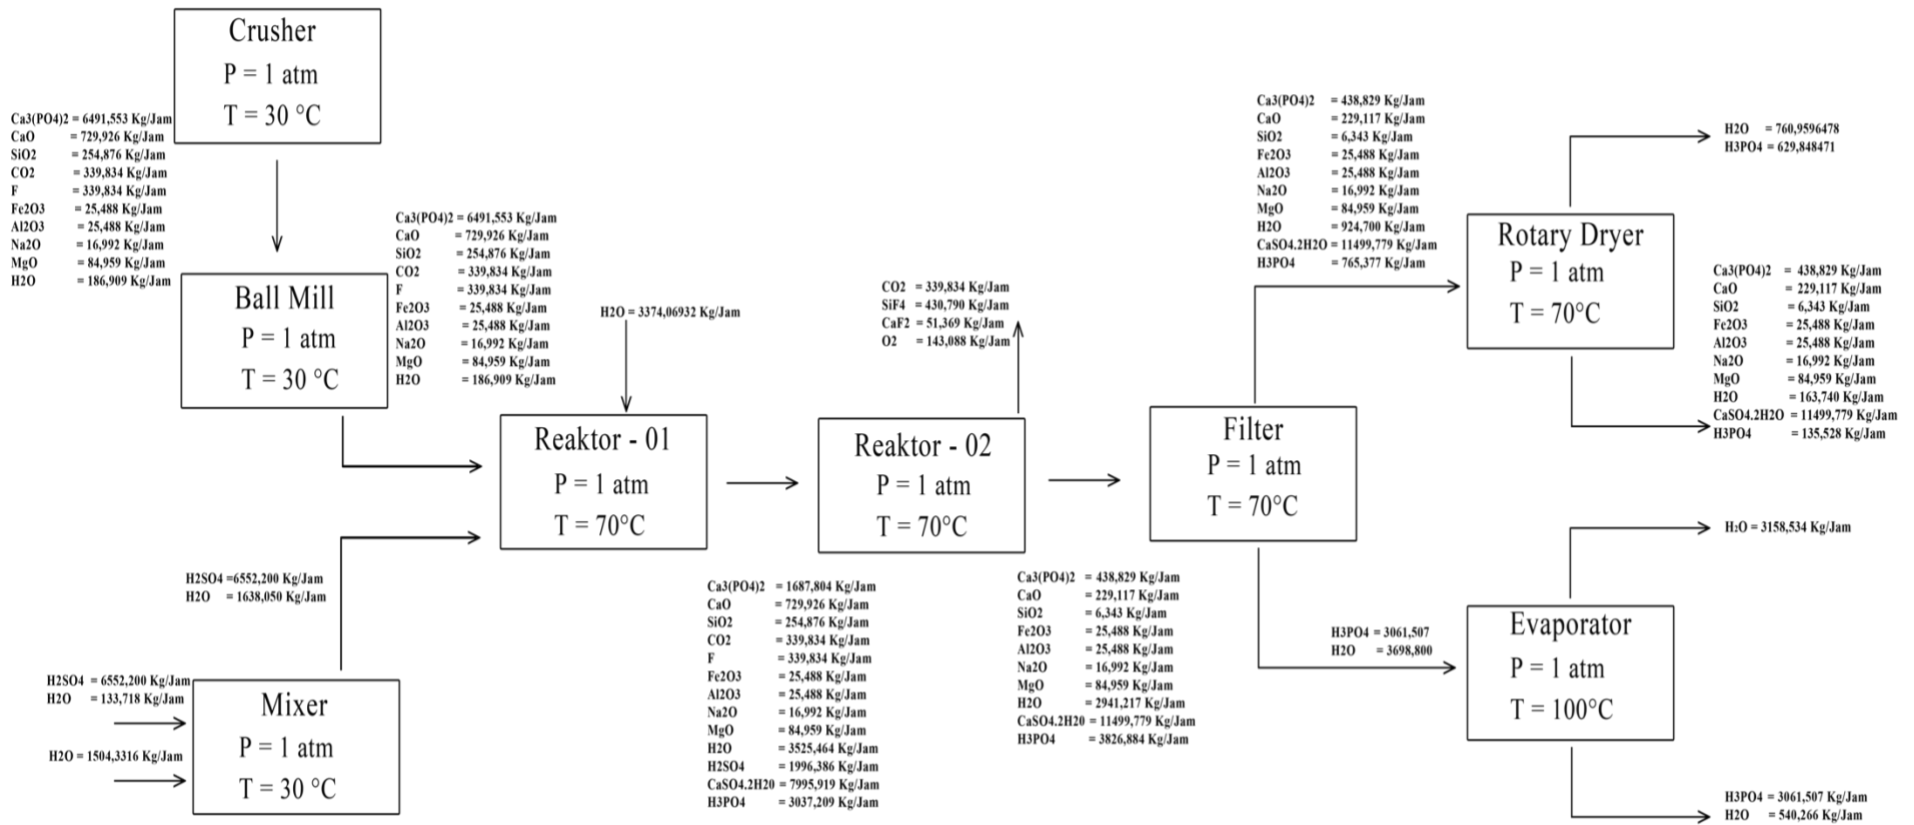 Crusher
P = 1 atm
T = 30 °C
Ca3(PO4)2 = 6491,553 Kg/Jam
CaO = 729,926 Kg/Jam
SiO2 = 254,876 Kg/Jam
CO2 = 339,834 Kg/Jam
F = 339,834 Kg/Jam
Fe2O3 = 25,488 Kg/Jam
Al2O3 = 25,488 Kg/Jam
Na2O = 16,992 Kg/Jam
MgO = 84,959 Kg/Jam
H2O = 186,909 Kg/Jam
Ball Mill
P = 1 atm
T = 30 °C
Ca3(PO4)2 = 6491,553 Kg/Jam
CaO = 729,926 Kg/Jam
SiO2 = 254,876 Kg/Jam
CO2 = 339,834 Kg/Jam
F = 339,834 Kg/Jam
Fe2O3 = 25,488 Kg/Jam
Al2O3 = 25,488 Kg/Jam
Na2O = 16,992 Kg/Jam
MgO = 84,959 Kg/Jam
H2O = 186,909 Kg/Jam
H2SO4 = 6552,200 Kg/Jam
H2O = 133,718 Kg/Jam
H2O = 1504,3316 Kg/Jam
Mixer
P = 1 atm
T = 30 °C
H2SO4 =6552,200 Kg/Jam
H2O = 1638,050 Kg/Jam
H2O = 3374,06932 Kg/Jam
Reaktor - 01
P = 1 atm
T = 70°C
Ca3(PO4)2 = 1687,804 Kg/Jam
CaO = 729,926 Kg/Jam
SiO2 = 254,876 Kg/Jam
CO2 = 339,834 Kg/Jam
F = 339,834 Kg/Jam
Fe2O3 = 25,488 Kg/Jam
Al2O3 = 25,488 Kg/Jam
Na2O = 16,992 Kg/Jam
MgO = 84,959 Kg/Jam
H2O = 3525,464 Kg/Jam
H2SO4 = 1996,386 Kg/Jam
CaSO4.2H20 = 7995,919 Kg/Jam
H3PO4 = 3037,209 Kg/Jam
Reaktor - 02
P = 1 atm
T = 70°C
CO2 = 339,834 Kg/Jam
SiF4 = 430,790 Kg/Jam
CaF2 = 51,369 Kg/Jam
O2 = 143,088 Kg/Jam
Ca3(PO4)2 = 438,829 Kg/Jam
CaO = 229,117 Kg/Jam
SiO2 = 6,343 Kg/Jam
Fe2O3 = 25,488 Kg/Jam
Al2O3 = 25,488 Kg/Jam
Na2O = 16,992 Kg/Jam
MgO = 84,959 Kg/Jam
H2O = 2941,217 Kg/Jam
CaSO4.2H20 = 11499,779 Kg/Jam
H3PO4 = 3826,884 Kg/Jam
Filter
P = 1 atm
T = 70°C
Ca3(PO4)2 = 438,829 Kg/Jam
CaO = 229,117 Kg/Jam
SiO2 = 6,343 Kg/Jam
Fe2O3 = 25,488 Kg/Jam
Al2O3 = 25,488 Kg/Jam
Na2O = 16,992 Kg/Jam
MgO = 84,959 Kg/Jam
H2O = 924,700 Kg/Jam
CaSO4.2H2O = 11499,779 Kg/Jam
H3PO4 = 765,377 Kg/Jam
Rotary Dryer
P = 1 atm
T = 70°C
H2O = 760,9596478
H3PO4 = 629,848471
Ca3(PO4)2 = 438,829 Kg/Jam
CaO = 229,117 Kg/Jam
SiO2 = 6,343 Kg/Jam
Fe2O3 = 25,488 Kg/Jam
Al2O3 = 25,488 Kg/Jam
Na2O = 16,992 Kg/Jam
MgO = 84,959 Kg/Jam
H2O = 163,740 Kg/Jam
CaSO4.2H2O = 11499,779 Kg/Jam
H3PO4 = 135,528 Kg/Jam
H3PO4 = 3061,507
H2O = 3698,800
Evaporator
P = 1 atm
T = 100°C
H₂O = 3158,534 Kg/Jam
H3PO4 = 3061,507 Kg/Jam
H2O = 540,266 Kg/Jam